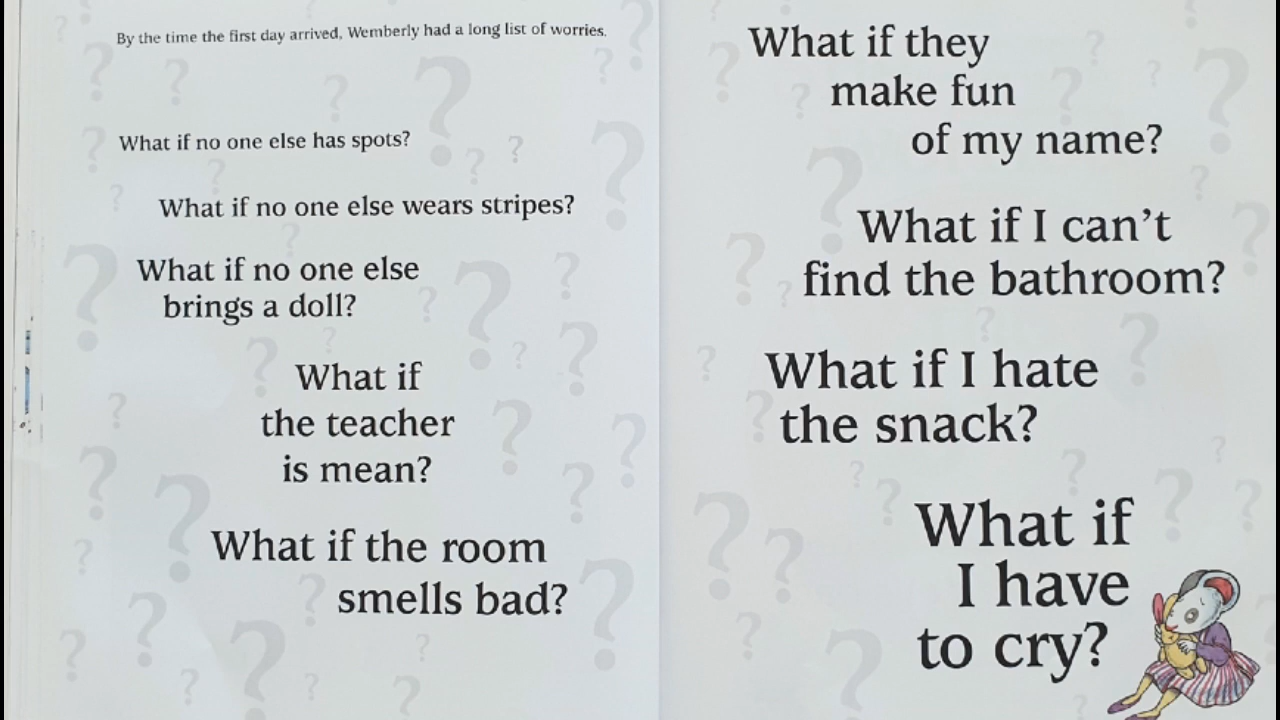 By the time the first day arrived, Wemberly had a long list of worries.
What if no one else has spots?
What if no one else wears stripes?
What if no one else
brings a doll?
What if
the teacher
is mean?
What if the room
smells bad?
What if they
make fun
of my name?
What if I can’t
find the bathroom?
What if I hate
the snack?
What if
I have
to cry?